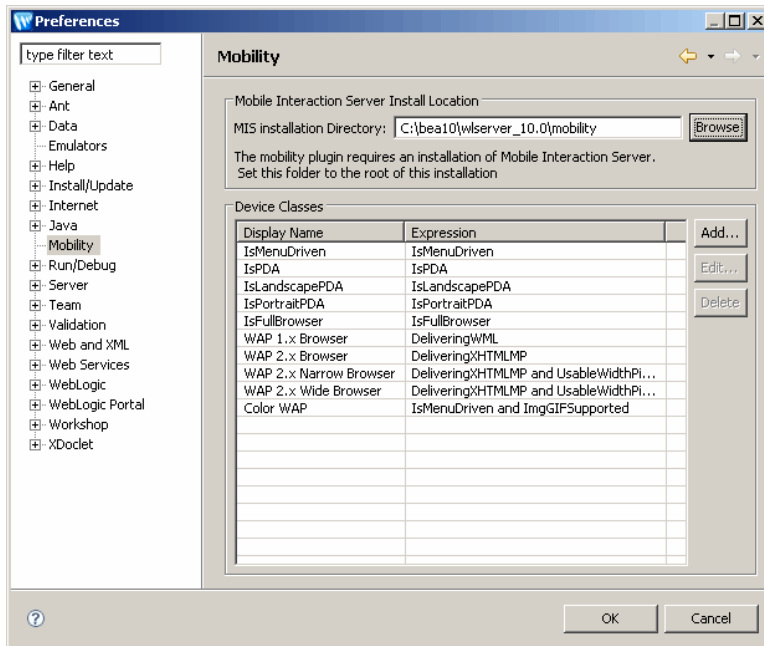 Preferences
type filter text
General
Ant
Data
Emulators
Help
Install/Update
Internet
Java
Mobility
Run/Debug
Server
Team
Validation
Web and XML
Web Services
WebLogic
WebLogic Portal
Workshop
XDoclet
Mobility
Mobile Interaction Server Install Location
MIS installation Directory: C:\bea10\wlserver_10.0\mobility Browse
The mobility plugin requires an installation of Mobile Interaction Server.
Set this folder to the root of this installation
Device Classes
Display Name Expression
IsMenuDriven IsMenuDriven
IsPDA IsPDA
IsLandscapePDA IsLandscapePDA
IsPortraitPDA IsPortraitPDA
IsFullBrowser IsFullBrowser
WAP 1.x Browser DeliveringWML
WAP 2.x Browser DeliveringXHTMLMP
WAP 2.x Narrow Browser DeliveringXHTMLMP and UsableWidthPi...
WAP 2.x Wide Browser DeliveringXHTMLMP and UsableWidthPi...
Color WAP IsMenuDriven and ImgGIFSupported
Add...
Edit...
Delete
? OK Cancel